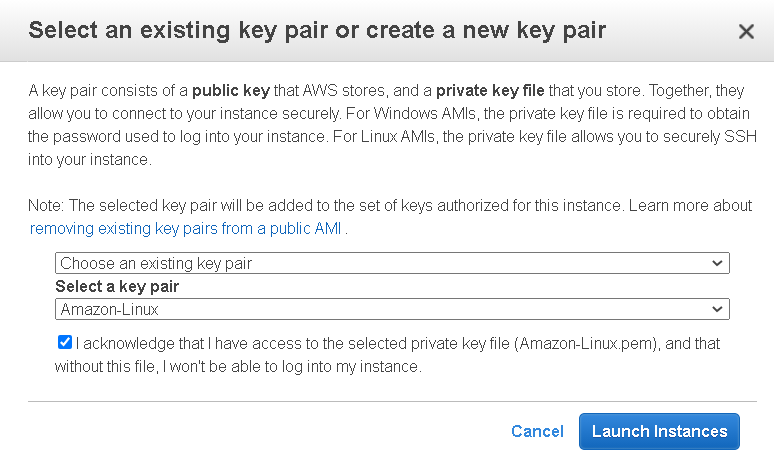 Select an existing key pair or create a new key pair
A key pair consists of a public key that AWS stores, and a private key file that you store. Together, they
allow you to connect to your instance securely. For Windows AMIs, the private key file is required to obtain
the password used to log into your instance. For Linux AMIs, the private key file allows you to securely SSH
into your instance.
Note: The selected key pair will be added to the set of keys authorized for this instance. Learn more about
removing existing key pairs from a public AMI .
Choose an existing key pair
Select a key pair
Amazon-Linux
I acknowledge that I have access to the selected private key file (Amazon-Linux.pem), and that
without this file, I won't be able to log into my instance.
Cancel Launch Instances